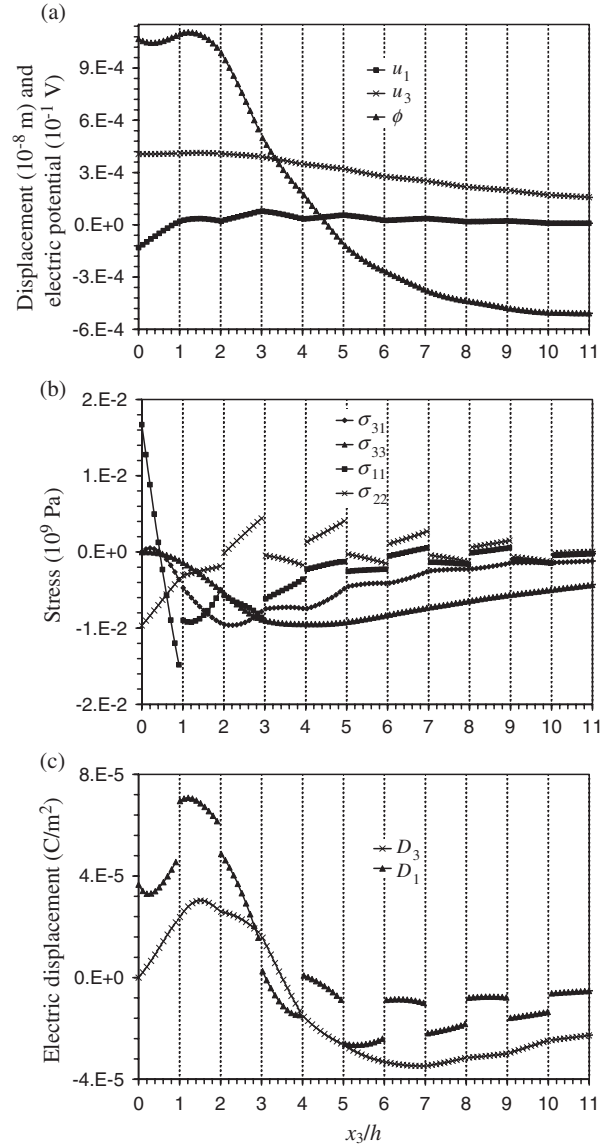 (a)
Displacement (10⁻⁸ m) and
electric potential (10⁻¹ V)
9.E-4
6.E-4
3.E-4
0.E+0
-3.E-4
-6.E-4
u₁
u₃
ϕ
0 1 2 3 4 5 6 7 8 9 10 11
(b)
Stress (10⁹ Pa)
2.E-2
1.E-2
0.E+0
-1.E-2
-2.E-2
σ₃₁
σ₃₃
σ₁₁
σ₂₂
0 1 2 3 4 5 6 7 8 9 10 11
(c)
Electric displacement (C/m²)
8.E-5
4.E-5
0.E+0
-4.E-5
D₃
D₁
0 1 2 3 4 5 6 7 8 9 10 11
x₃/h